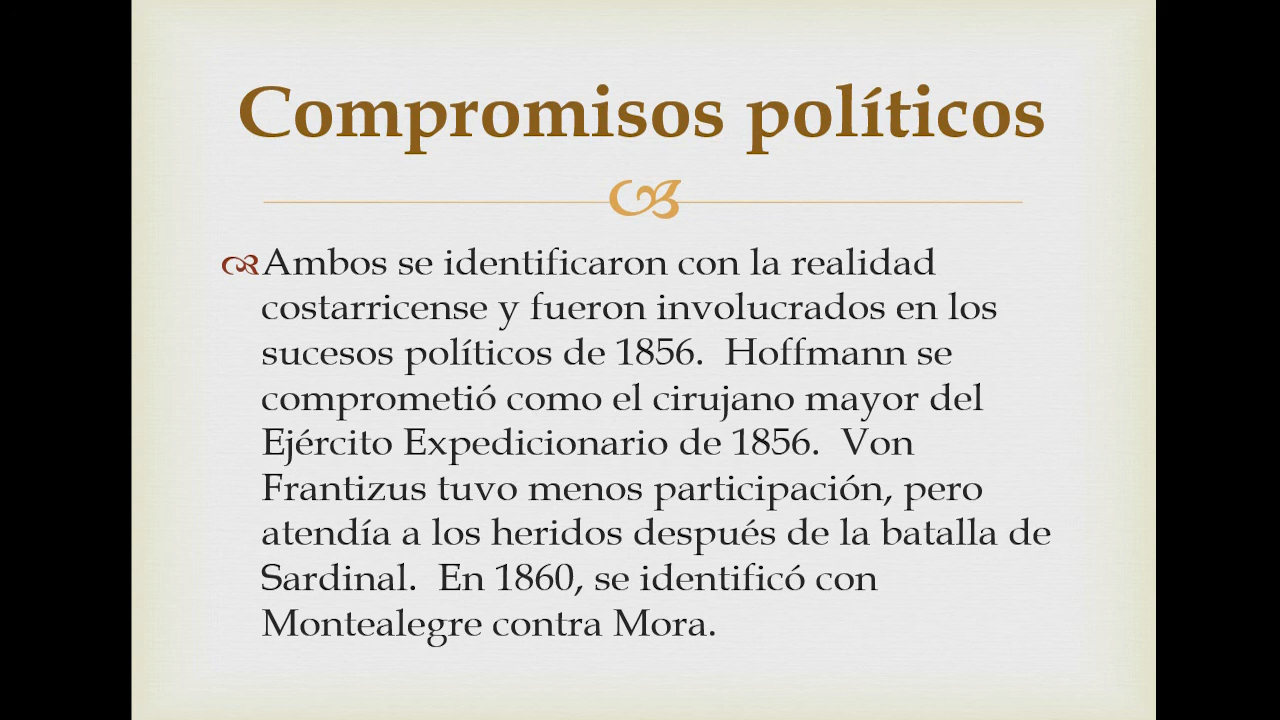 Compromisos políticos
Ambos se identificaron con la realidad
costarricense y fueron involucrados en los
sucesos políticos de 1856.  Hoffmann se
comprometió como el cirujano mayor del
Ejército Expedicionario de 1856.  Von
Frantizus tuvo menos participación, pero
atendía a los heridos después de la batalla de
Sardinal.  En 1860, se identificó con
Montealegre contra Mora.